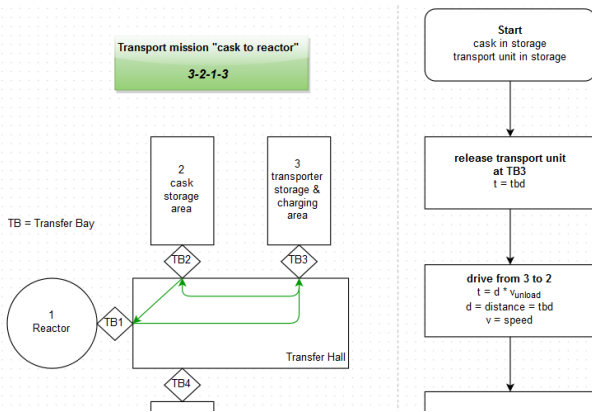 Transport mission "cask to reactor"
3-2-1-3
2
cask
storage
area
3
transporter
storage &
charging
area
TB = Transfer Bay
TB2
TB3
1
Reactor
TB1
Transfer Hall
TB4
Start
cask in storage
transport unit in storage
release transport unit
at TB3
t = tbd
drive from 3 to 2
t = d * vunload
d = distance = tbd
v = speed